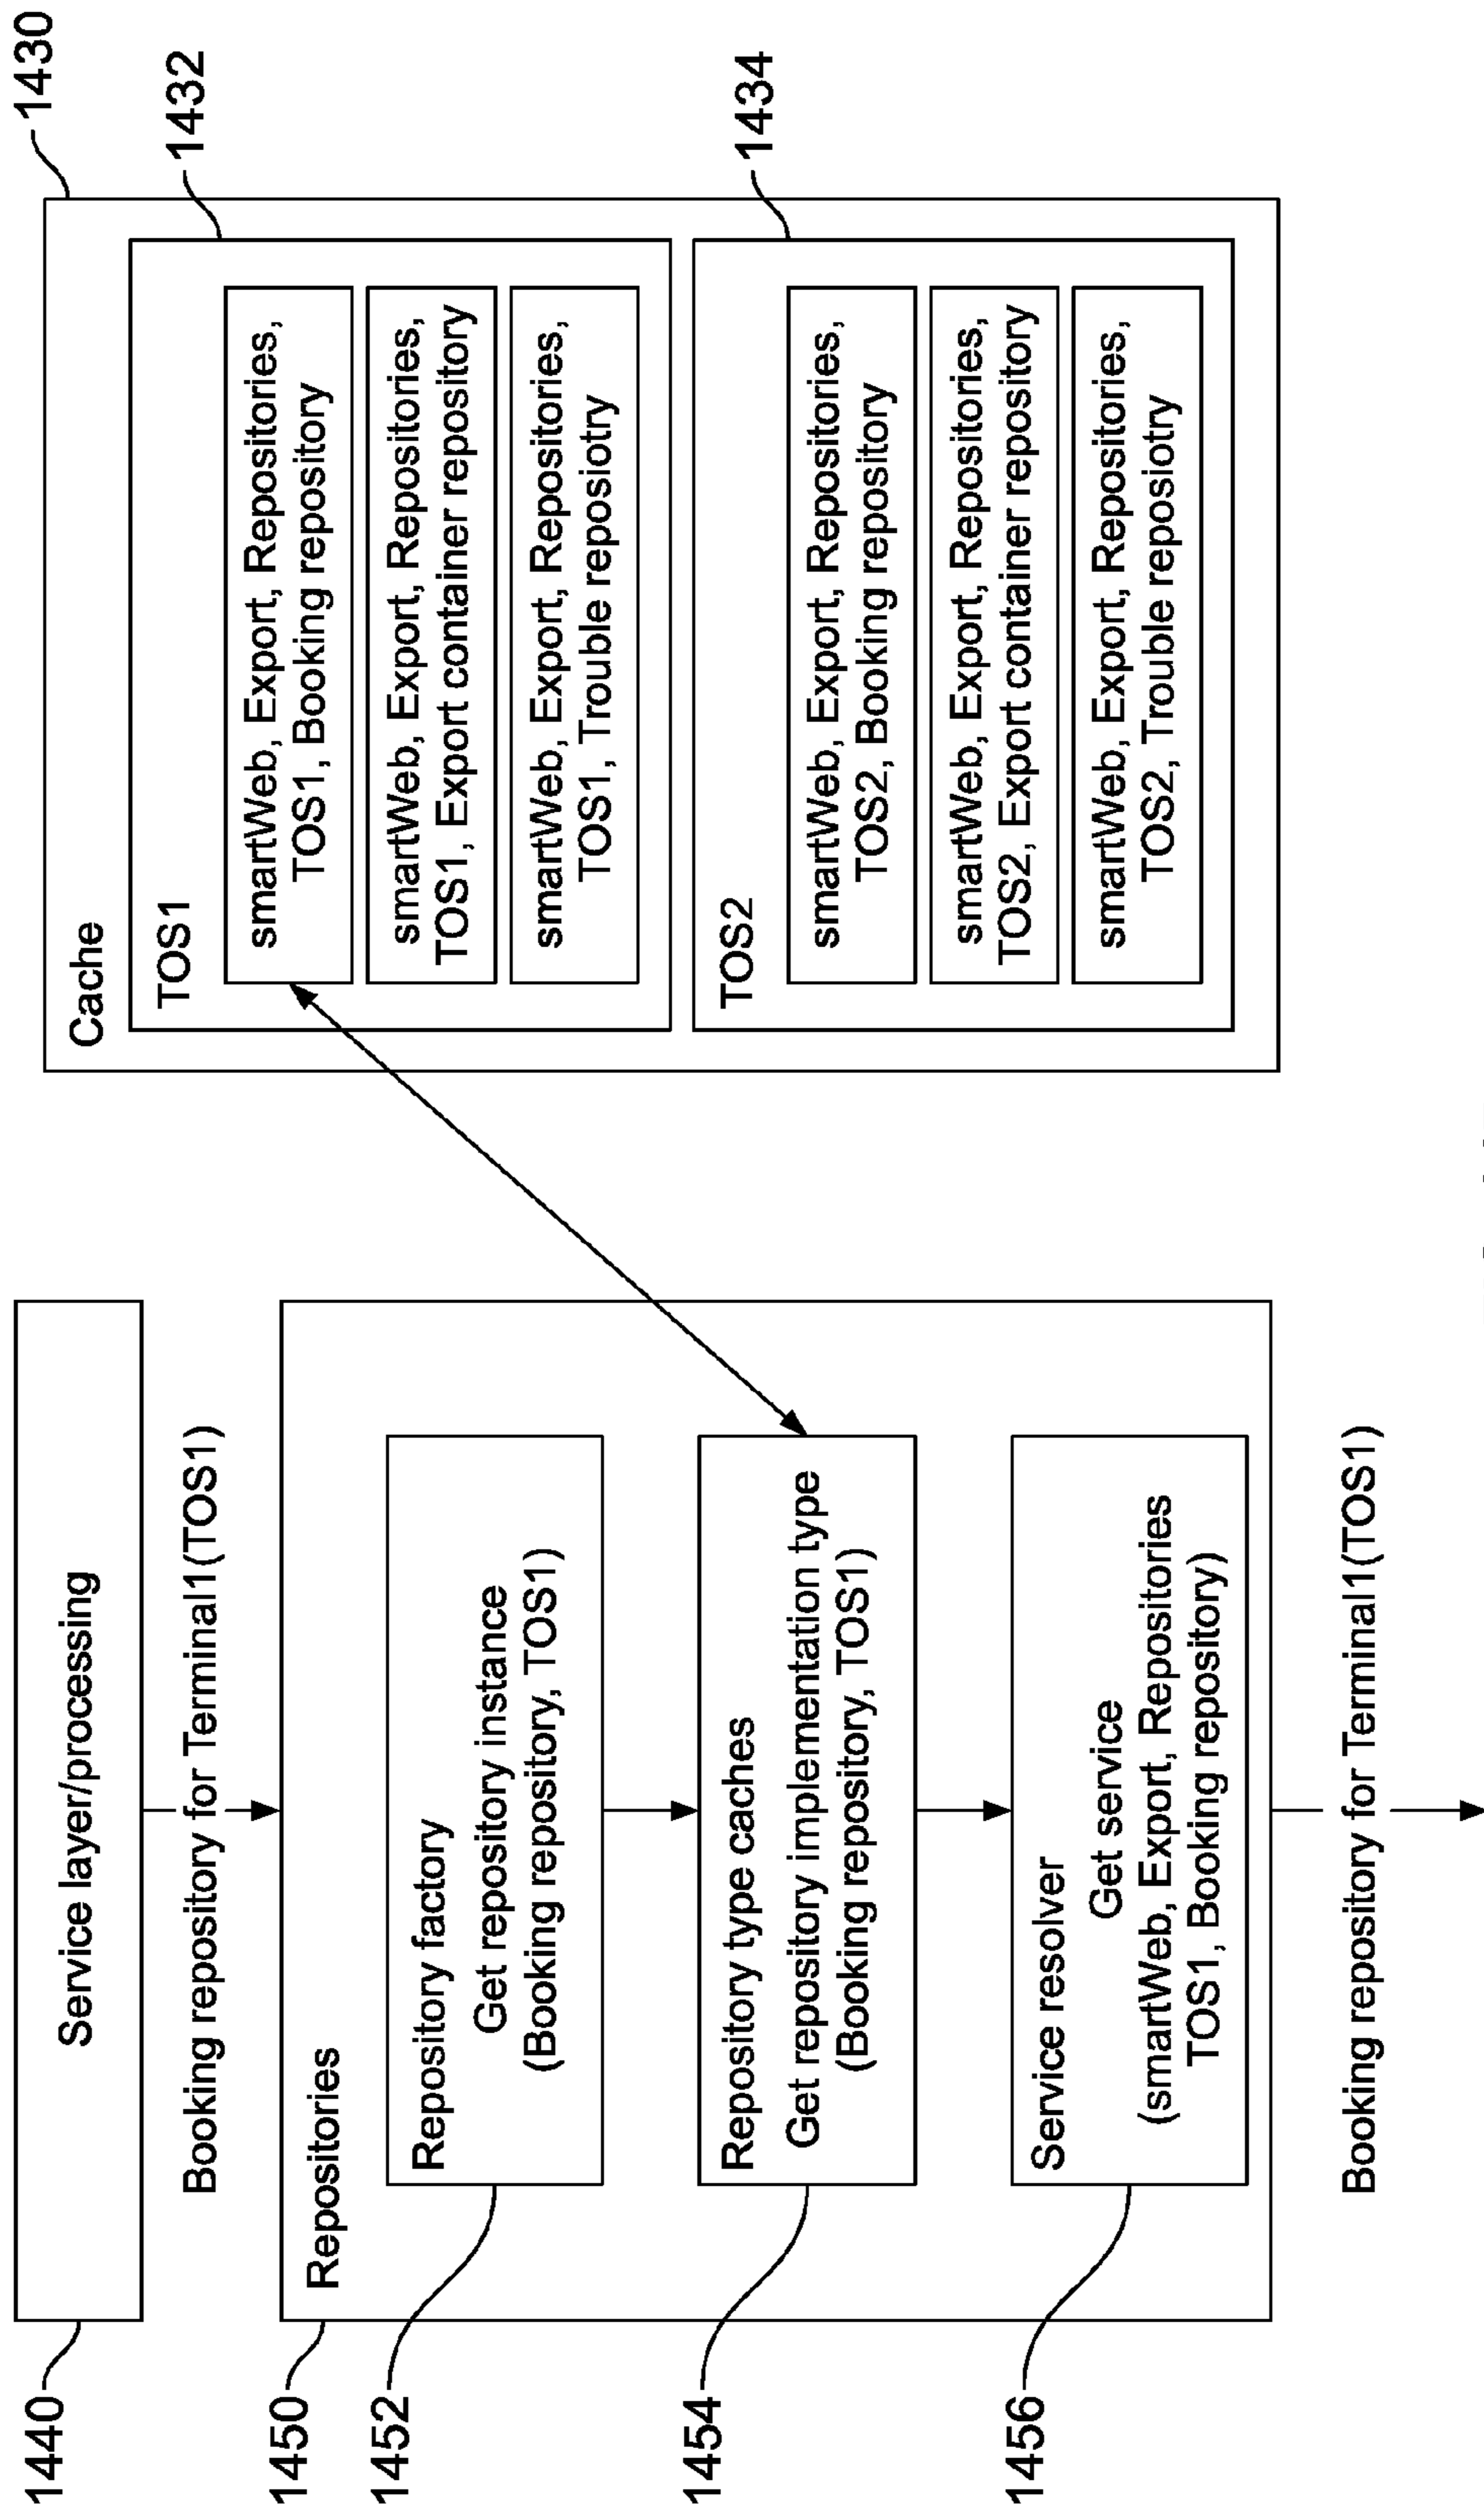 1440
Service layer/processing
Booking repository for Terminal1(TOS1)
1450
Repositories
1452
Repository factory
Get repository instance
(Booking repository, TOS1)
1454
Repository type caches
Get repository implementation type
(Booking repository, TOS1)
1456
Service resolver
Get service
(smartWeb, Export, Repositories
TOS1, Booking repository)
Booking repository for Terminal1(TOS1)
1430
Cache
1432
TOS1
smartWeb, Export, Repositories,
TOS1, Booking repository
smartWeb, Export, Repositories,
TOS1, Export container repository
smartWeb, Export, Repositories,
TOS1, Trouble reposiotry
1434
TOS2
smartWeb, Export, Repositories,
TOS2, Booking repository
smartWeb, Export, Repositories,
TOS2, Export container repository
smartWeb, Export, Repositories,
TOS2, Trouble reposiotry